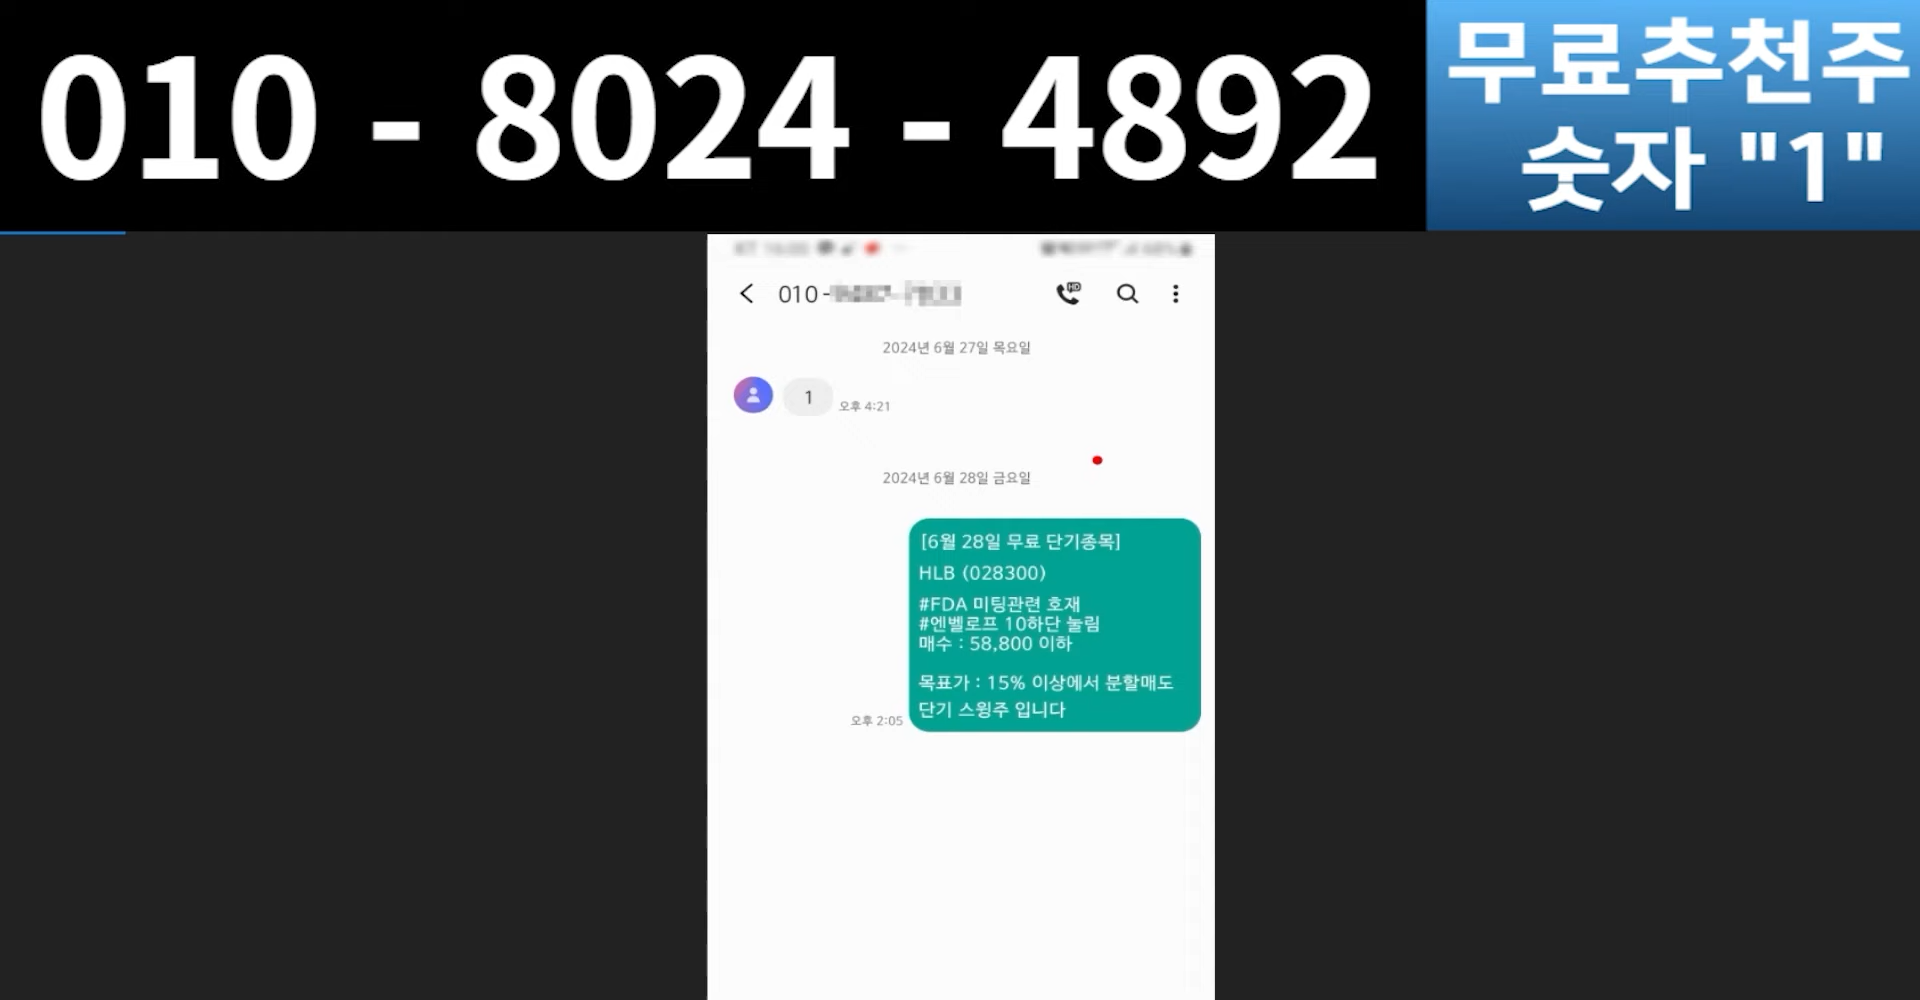 010 - 8024 - 4892
무료추천주
숫자 "1"
010 -
2024년 6월 27일 목요일
1
오후 4:21
2024년 6월 28일 금요일
[6월 28일 무료 단기종목]
HLB (028300)
#FDA 미팅관련 호재
#엔벨로프 10하단 눌림
매수 : 58,800 이하
목표가 : 15% 이상에서 분할매도
단기 스윙주 입니다
오후 2:05